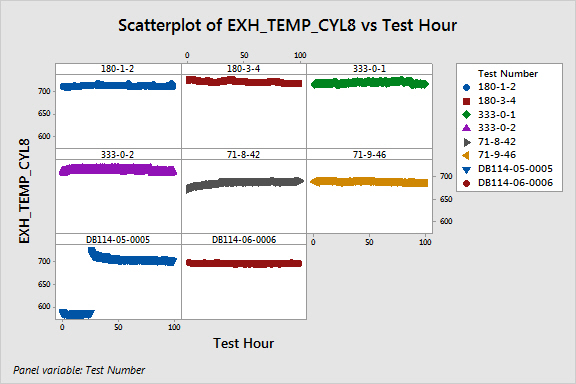 Scatterplot of EXH_TEMP_CYL8 vs Test Hour
0 50 100
180-1-2 180-3-4 333-0-1
700
650
600
333-0-2 71-8-42 71-9-46
700
650
600
0 50 100
DB114-05-0005 DB114-06-0006
700
650
600
0 50 100
EXH_TEMP_CYL8
Test Hour
Test Number
180-1-2
180-3-4
333-0-1
333-0-2
71-8-42
71-9-46
DB114-05-0005
DB114-06-0006
Panel variable: Test Number